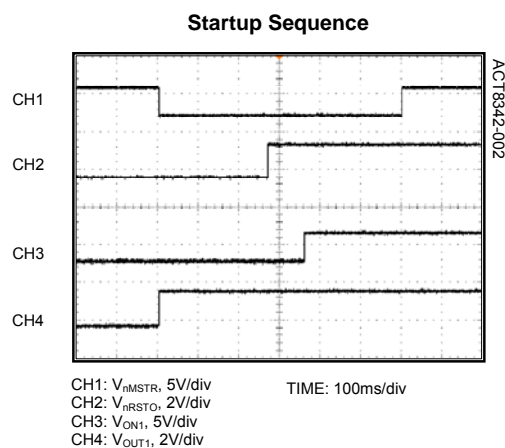 Startup Sequence
ACT8342-002
CH1
CH2
CH3
CH4
CH1: VnMSTR, 5V/div
TIME: 100ms/div
CH2: VnRSTO, 2V/div
CH3: VON1, 5V/div
CH4: VOUT1, 2V/div